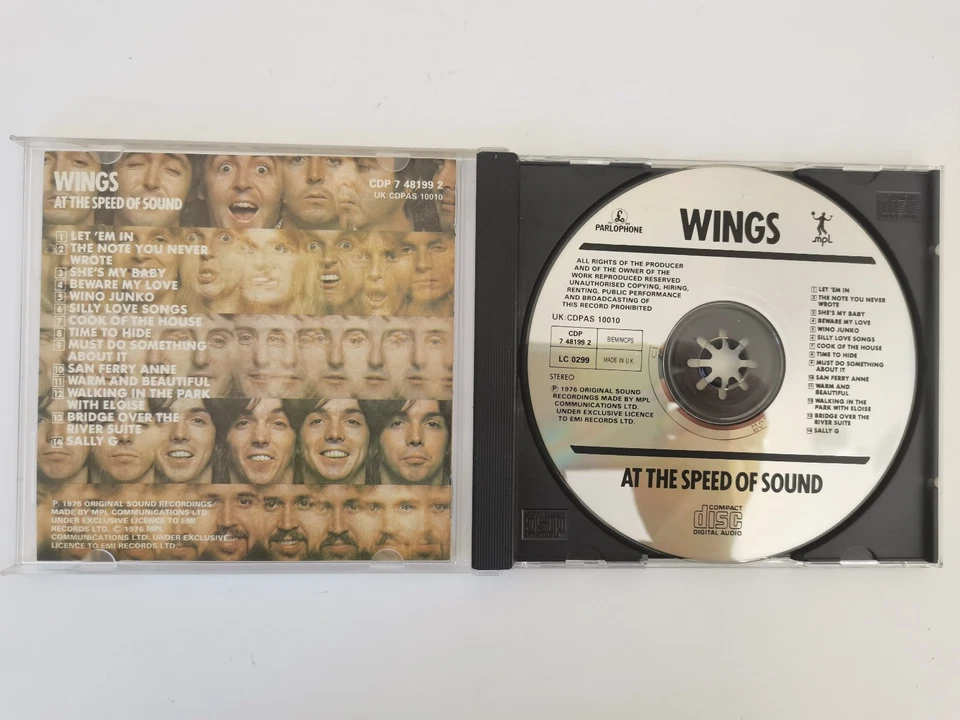 WINGS
AT THE SPEED OF SOUND
CDP 7 48199 2
UK:CDPAS 10010
1 LET 'EM IN
2 THE NOTE YOU NEVER
WROTE
3 SHE'S MY BABY
4 BEWARE MY LOVE
5 WINO JUNKO
6 SILLY LOVE SONGS
7 COOK OF THE HOUSE
8 TIME TO HIDE
9 MUST DO SOMETHING
ABOUT IT
10 SAN FERRY ANNE
11 WARM AND BEAUTIFUL
12 WALKING IN THE PARK
WITH ELOISE
13 BRIDGE OVER THE
RIVER SUITE
14 SALLY G
P 1976 ORIGINAL SOUND RECORDINGS
MADE BY MPL COMMUNICATIONS LTD.
UNDER EXCLUSIVE LICENCE TO EMI
RECORDS LTD. © 1976 MPL
COMMUNICATIONS LTD. UNDER EXCLUSIVE
LICENCE TO EMI RECORDS LTD.
PARLOPHONE
WINGS
MPL
ALL RIGHTS OF THE PRODUCER
AND OF THE OWNER OF THE
WORK REPRODUCED RESERVED
UNAUTHORISED COPYING, HIRING,
RENTING, PUBLIC PERFORMANCE
AND BROADCASTING OF
THIS RECORD PROHIBITED
UK:CDPAS 10010
CDP
7 48199 2
BIEM/MCPS
LC 0299
MADE IN U.K.
STEREO
℗ 1976 ORIGINAL SOUND
RECORDINGS MADE BY MPL
COMMUNICATIONS LTD.
UNDER EXCLUSIVE LICENCE
TO EMI RECORDS LTD.
1 LET 'EM IN
2 THE NOTE YOU NEVER
WROTE
3 SHE'S MY BABY
4 BEWARE MY LOVE
5 WINO JUNKO
6 SILLY LOVE SONGS
7 COOK OF THE HOUSE
8 TIME TO HIDE
9 MUST DO SOMETHING
ABOUT IT
10 SAN FERRY ANNE
11 WARM AND
BEAUTIFUL
12 WALKING IN THE
PARK WITH ELOISE
13 BRIDGE OVER THE
RIVER SUITE
14 SALLY G
AT THE SPEED OF SOUND
COMPACT
disc
DIGITAL AUDIO